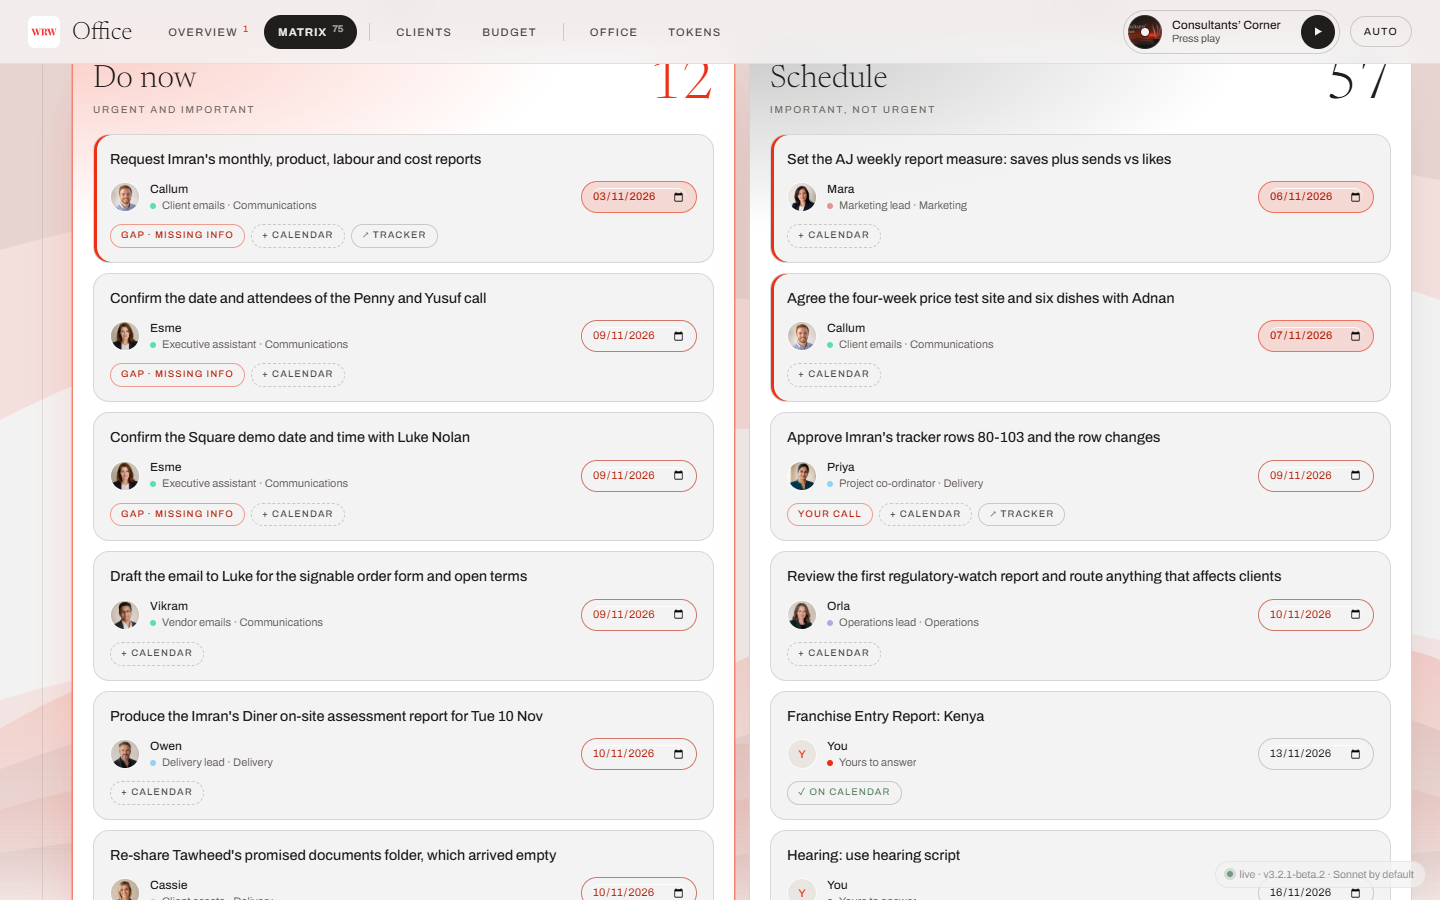 WRW
Office
OVERVIEW 1
MATRIX 75
CLIENTS
BUDGET
OFFICE
TOKENS
Consultants' Corner
Press play
AUTO
Do now
12
URGENT AND IMPORTANT
Request Imran's monthly, product, labour and cost reports
Callum
Client emails · Communications
03/11/2026
GAP · MISSING INFO
+ CALENDAR
↗ TRACKER
Confirm the date and attendees of the Penny and Yusuf call
Esme
Executive assistant · Communications
09/11/2026
GAP · MISSING INFO
+ CALENDAR
Confirm the Square demo date and time with Luke Nolan
Esme
Executive assistant · Communications
09/11/2026
GAP · MISSING INFO
+ CALENDAR
Draft the email to Luke for the signable order form and open terms
Vikram
Vendor emails · Communications
09/11/2026
+ CALENDAR
Produce the Imran's Diner on-site assessment report for Tue 10 Nov
Owen
Delivery lead · Delivery
10/11/2026
+ CALENDAR
Re-share Tawheed's promised documents folder, which arrived empty
Cassie
Client assets · Delivery
10/11/2026
Schedule
57
IMPORTANT, NOT URGENT
Set the AJ weekly report measure: saves plus sends vs likes
Mara
Marketing lead · Marketing
06/11/2026
+ CALENDAR
Agree the four-week price test site and six dishes with Adnan
Callum
Client emails · Communications
07/11/2026
+ CALENDAR
Approve Imran's tracker rows 80-103 and the row changes
Priya
Project co-ordinator · Delivery
09/11/2026
YOUR CALL
+ CALENDAR
↗ TRACKER
Review the first regulatory-watch report and route anything that affects clients
Orla
Operations lead · Operations
10/11/2026
+ CALENDAR
Franchise Entry Report: Kenya
Y
You
Yours to answer
13/11/2026
✓ ON CALENDAR
Hearing: use hearing script
Y
You
Yours to answer
16/11/2026
live · v3.2.1-beta.2 · Sonnet by default